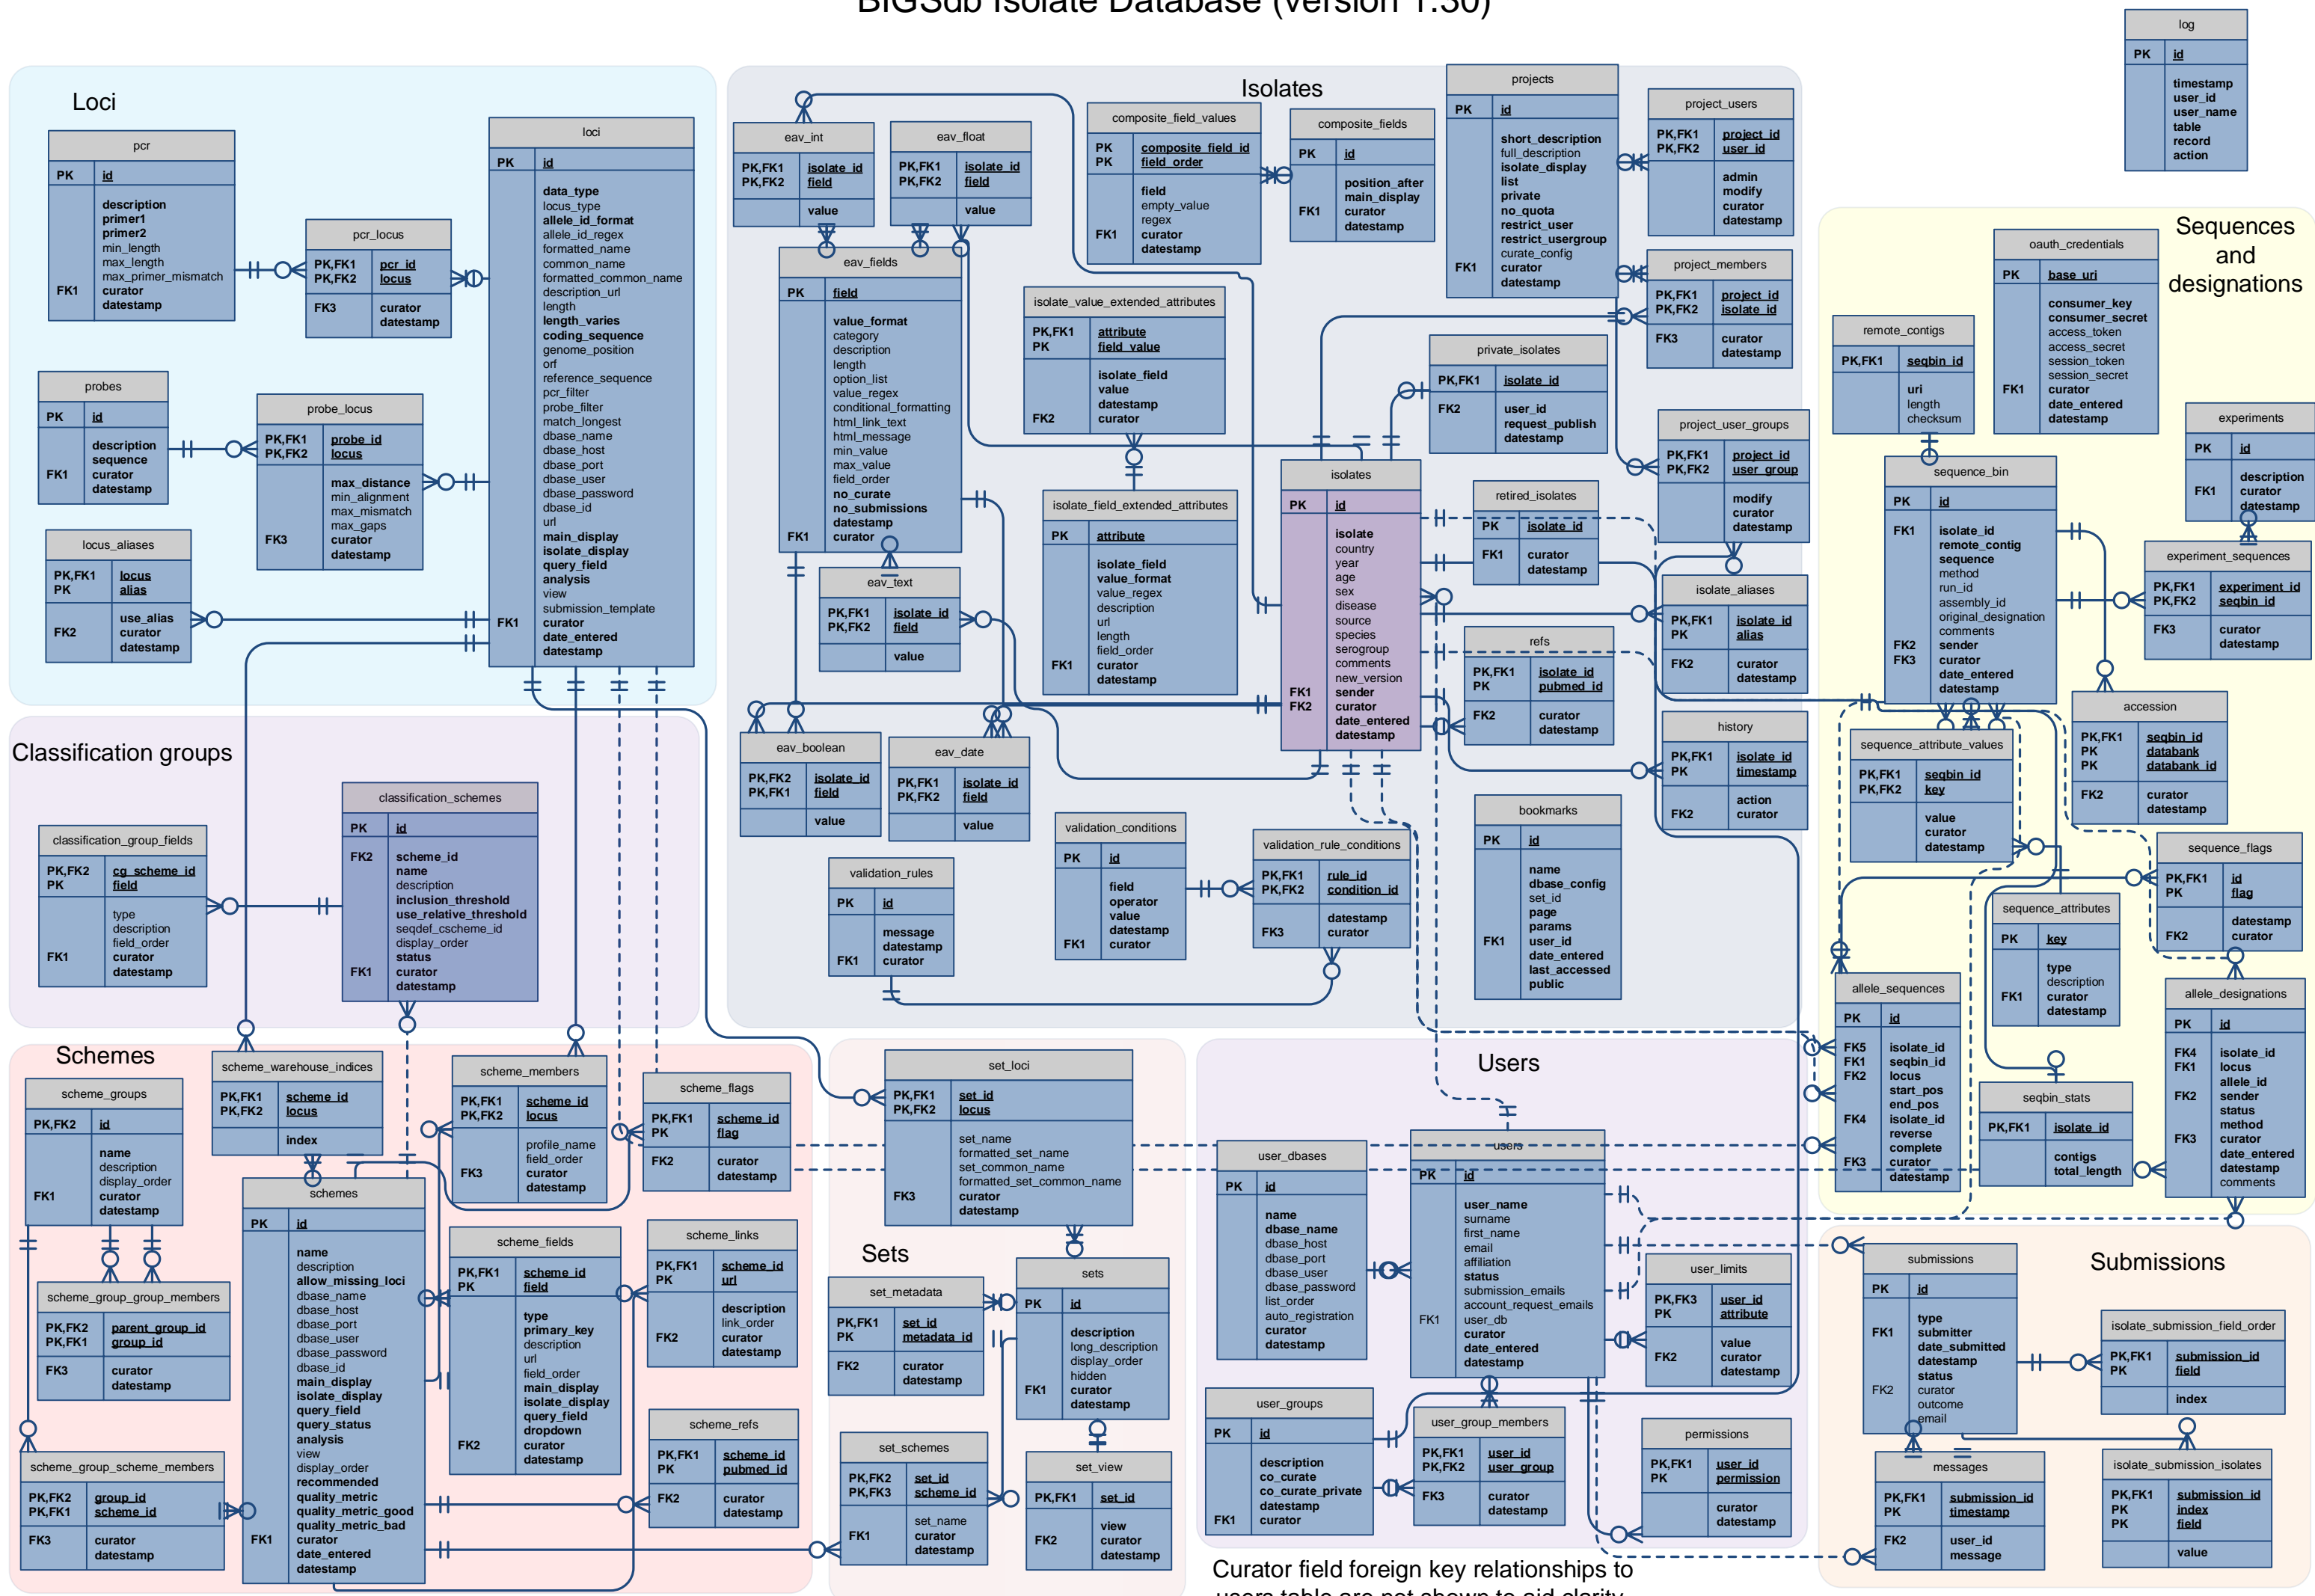 BIGSdb Isolate Database (version 1.30)
log
PK id
timestamp
user_id
user_name
table
record
action
Loci
pcr
PK id
description
primer1
primer2
min_length
max_length
max_primer_mismatch
FK1 curator
datestamp
pcr_locus
PK,FK1 pcr_id
PK,FK2 locus
FK3 curator
datestamp
probes
PK id
description
sequence
FK1 curator
datestamp
probe_locus
PK,FK1 probe_id
PK,FK2 locus
max_distance
min_alignment
max_mismatch
max_gaps
FK3 curator
datestamp
locus_aliases
PK,FK1 locus
PK alias
use_alias
FK2 curator
datestamp
loci
PK id
data_type
locus_type
allele_id_format
allele_id_regex
formatted_name
common_name
formatted_common_name
description_url
length
length_varies
coding_sequence
genome_position
orf
reference_sequence
pcr_filter
probe_filter
match_longest
dbase_name
dbase_host
dbase_port
dbase_user
dbase_password
dbase_id
url
main_display
isolate_display
query_field
analysis
view
submission_template
FK1 curator
date_entered
datestamp
Classification groups
classification_group_fields
PK,FK2 cg_scheme_id
PK field
type
description
field_order
FK1 curator
datestamp
classification_schemes
PK id
FK2 scheme_id
name
description
inclusion_threshold
use_relative_threshold
seqdef_cscheme_id
display_order
status
FK1 curator
datestamp
Isolates
eav_int
PK,FK1 isolate_id
PK,FK2 field
value
eav_float
PK,FK1 isolate_id
PK,FK2 field
value
eav_fields
PK field
value_format
category
description
length
option_list
value_regex
conditional_formatting
html_link_text
html_message
min_value
max_value
field_order
no_curate
no_submissions
datestamp
FK1 curator
eav_text
PK,FK1 isolate_id
PK,FK2 field
value
eav_boolean
PK,FK2 isolate_id
PK,FK1 field
value
eav_date
PK,FK1 isolate_id
PK,FK2 field
value
composite_field_values
PK composite_field_id
PK field_order
field
empty_value
regex
FK1 curator
datestamp
composite_fields
PK id
position_after
main_display
FK1 curator
datestamp
isolate_value_extended_attributes
PK,FK1 attribute
PK field_value
isolate_field
value
datestamp
FK2 curator
isolate_field_extended_attributes
PK attribute
isolate_field
value_format
value_regex
description
url
length
field_order
FK1 curator
datestamp
projects
PK id
short_description
full_description
isolate_display
list
private
no_quota
restrict_user
restrict_usergroup
curate_config
FK1 curator
datestamp
project_users
PK,FK1 project_id
PK,FK2 user_id
admin
modify
curator
datestamp
project_members
PK,FK1 project_id
PK,FK2 isolate_id
FK3 curator
datestamp
private_isolates
PK,FK1 isolate_id
FK2 user_id
request_publish
datestamp
project_user_groups
PK,FK1 project_id
PK,FK2 user_group
modify
curator
datestamp
isolates
PK id
isolate
country
year
age
sex
disease
source
species
serogroup
comments
new_version
FK1 sender
FK2 curator
date_entered
datestamp
retired_isolates
PK isolate_id
FK1 curator
datestamp
isolate_aliases
PK,FK1 isolate_id
PK alias
FK2 curator
datestamp
refs
PK,FK1 isolate_id
PK pubmed_id
FK2 curator
datestamp
history
PK,FK1 isolate_id
PK timestamp
action
FK2 curator
validation_rules
PK id
message
datestamp
FK1 curator
validation_conditions
PK id
field
operator
value
datestamp
FK1 curator
validation_rule_conditions
PK,FK1 rule_id
PK,FK2 condition_id
datestamp
FK3 curator
bookmarks
PK id
name
dbase_config
set_id
page
params
FK1 user_id
date_entered
last_accessed
public
Sequences
and
designations
oauth_credentials
PK base_uri
consumer_key
consumer_secret
access_token
access_secret
session_token
session_secret
FK1 curator
date_entered
datestamp
remote_contigs
PK,FK1 seqbin_id
uri
length
checksum
experiments
PK id
description
FK1 curator
datestamp
sequence_bin
PK id
FK1 isolate_id
remote_contig
sequence
method
run_id
assembly_id
original_designation
comments
FK2 sender
FK3 curator
date_entered
datestamp
experiment_sequences
PK,FK1 experiment_id
PK,FK2 seqbin_id
FK3 curator
datestamp
accession
PK,FK1 seqbin_id
PK databank
PK databank_id
FK2 curator
datestamp
sequence_attribute_values
PK,FK1 seqbin_id
PK,FK2 key
value
curator
datestamp
sequence_flags
PK,FK1 id
PK flag
datestamp
FK2 curator
sequence_attributes
PK key
type
description
FK1 curator
datestamp
allele_sequences
PK id
FK5 isolate_id
FK1 seqbin_id
FK2 locus
start_pos
end_pos
FK4 isolate_id
reverse
complete
FK3 curator
datestamp
allele_designations
PK id
FK4 isolate_id
FK1 locus
allele_id
FK2 sender
status
method
FK3 curator
date_entered
datestamp
comments
seqbin_stats
PK,FK1 isolate_id
contigs
total_length
Schemes
scheme_groups
PK,FK2 id
name
description
display_order
FK1 curator
datestamp
scheme_warehouse_indices
PK,FK1 scheme_id
PK,FK2 locus
index
scheme_members
PK,FK1 scheme_id
PK,FK2 locus
profile_name
field_order
FK3 curator
datestamp
scheme_flags
PK,FK1 scheme_id
PK flag
FK2 curator
datestamp
schemes
PK id
name
description
allow_missing_loci
dbase_name
dbase_host
dbase_port
dbase_user
dbase_password
dbase_id
main_display
isolate_display
query_field
query_status
analysis
view
display_order
recommended
quality_metric
quality_metric_good
quality_metric_bad
FK1 curator
date_entered
datestamp
scheme_fields
PK,FK1 scheme_id
PK field
type
primary_key
description
url
field_order
main_display
isolate_display
query_field
dropdown
FK2 curator
datestamp
scheme_links
PK,FK1 scheme_id
PK url
description
link_order
FK2 curator
datestamp
scheme_group_group_members
PK,FK2 parent_group_id
PK,FK1 group_id
FK3 curator
datestamp
scheme_group_scheme_members
PK,FK2 group_id
PK,FK1 scheme_id
FK3 curator
datestamp
scheme_refs
PK,FK1 scheme_id
PK pubmed_id
FK2 curator
datestamp
Sets
set_loci
PK,FK1 set_id
PK,FK2 locus
set_name
formatted_set_name
set_common_name
formatted_set_common_name
FK3 curator
datestamp
set_metadata
PK,FK1 set_id
PK metadata_id
FK2 curator
datestamp
sets
PK id
description
long_description
display_order
hidden
FK1 curator
datestamp
set_schemes
PK,FK2 set_id
PK,FK3 scheme_id
set_name
FK1 curator
datestamp
set_view
PK,FK1 set_id
view
FK2 curator
datestamp
Users
user_dbases
PK id
name
dbase_name
dbase_host
dbase_port
dbase_user
dbase_password
list_order
auto_registration
curator
datestamp
users
PK id
user_name
surname
first_name
email
affiliation
status
submission_emails
account_request_emails
FK1 user_db
curator
date_entered
datestamp
user_limits
PK,FK3 user_id
PK attribute
value
FK2 curator
datestamp
user_groups
PK id
description
co_curate
co_curate_private
datestamp
FK1 curator
user_group_members
PK,FK1 user_id
PK,FK2 user_group
FK3 curator
datestamp
permissions
PK,FK1 user_id
PK permission
curator
datestamp
Submissions
submissions
PK id
type
FK1 submitter
date_submitted
datestamp
status
FK2 curator
outcome
email
isolate_submission_field_order
PK,FK1 submission_id
PK field
index
messages
PK,FK1 submission_id
PK timestamp
FK2 user_id
message
isolate_submission_isolates
PK,FK1 submission_id
PK index
PK field
value
Curator field foreign key relationships to
users table are not shown to aid clarity